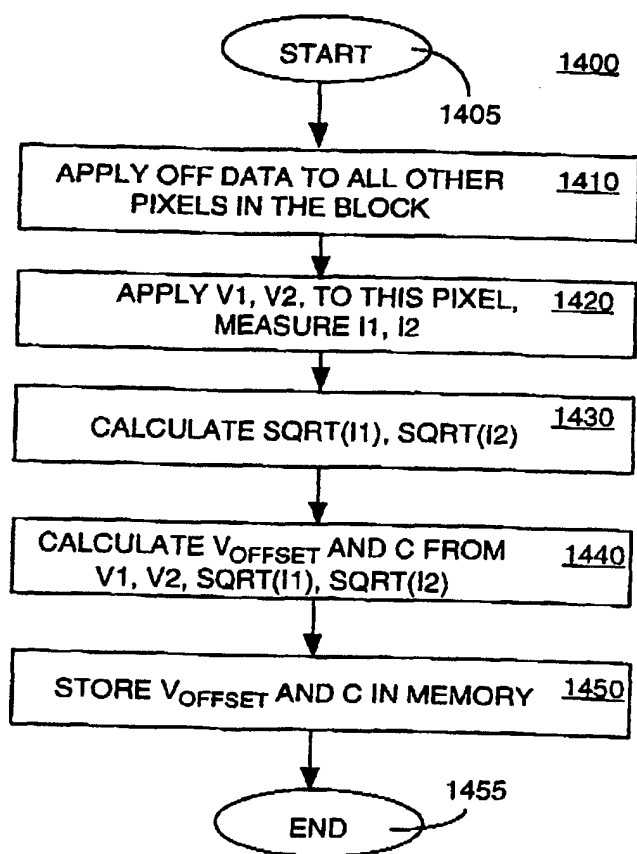 START
1400
1405
APPLY OFF DATA TO ALL OTHER
PIXELS IN THE BLOCK
1410
APPLY V1, V2, TO THIS PIXEL,
MEASURE I1, I2
1420
CALCULATE SQRT(I1), SQRT(I2)
1430
CALCULATE VOFFSET AND C FROM
V1, V2, SQRT(I1), SQRT(I2)
1440
STORE VOFFSET AND C IN MEMORY
1450
1455
END